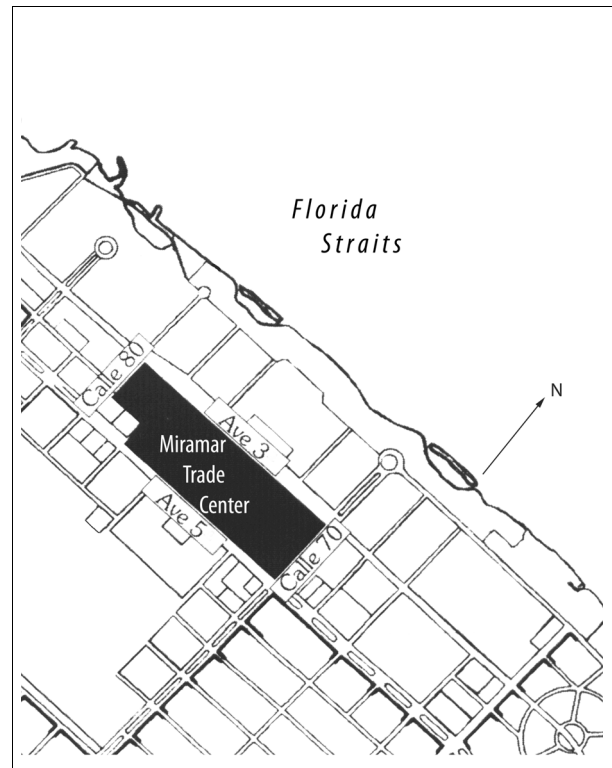 Florida
Straits
N
Calle 80
Ave 3
Miramar
Trade
Center
Ave 5
Calle 70